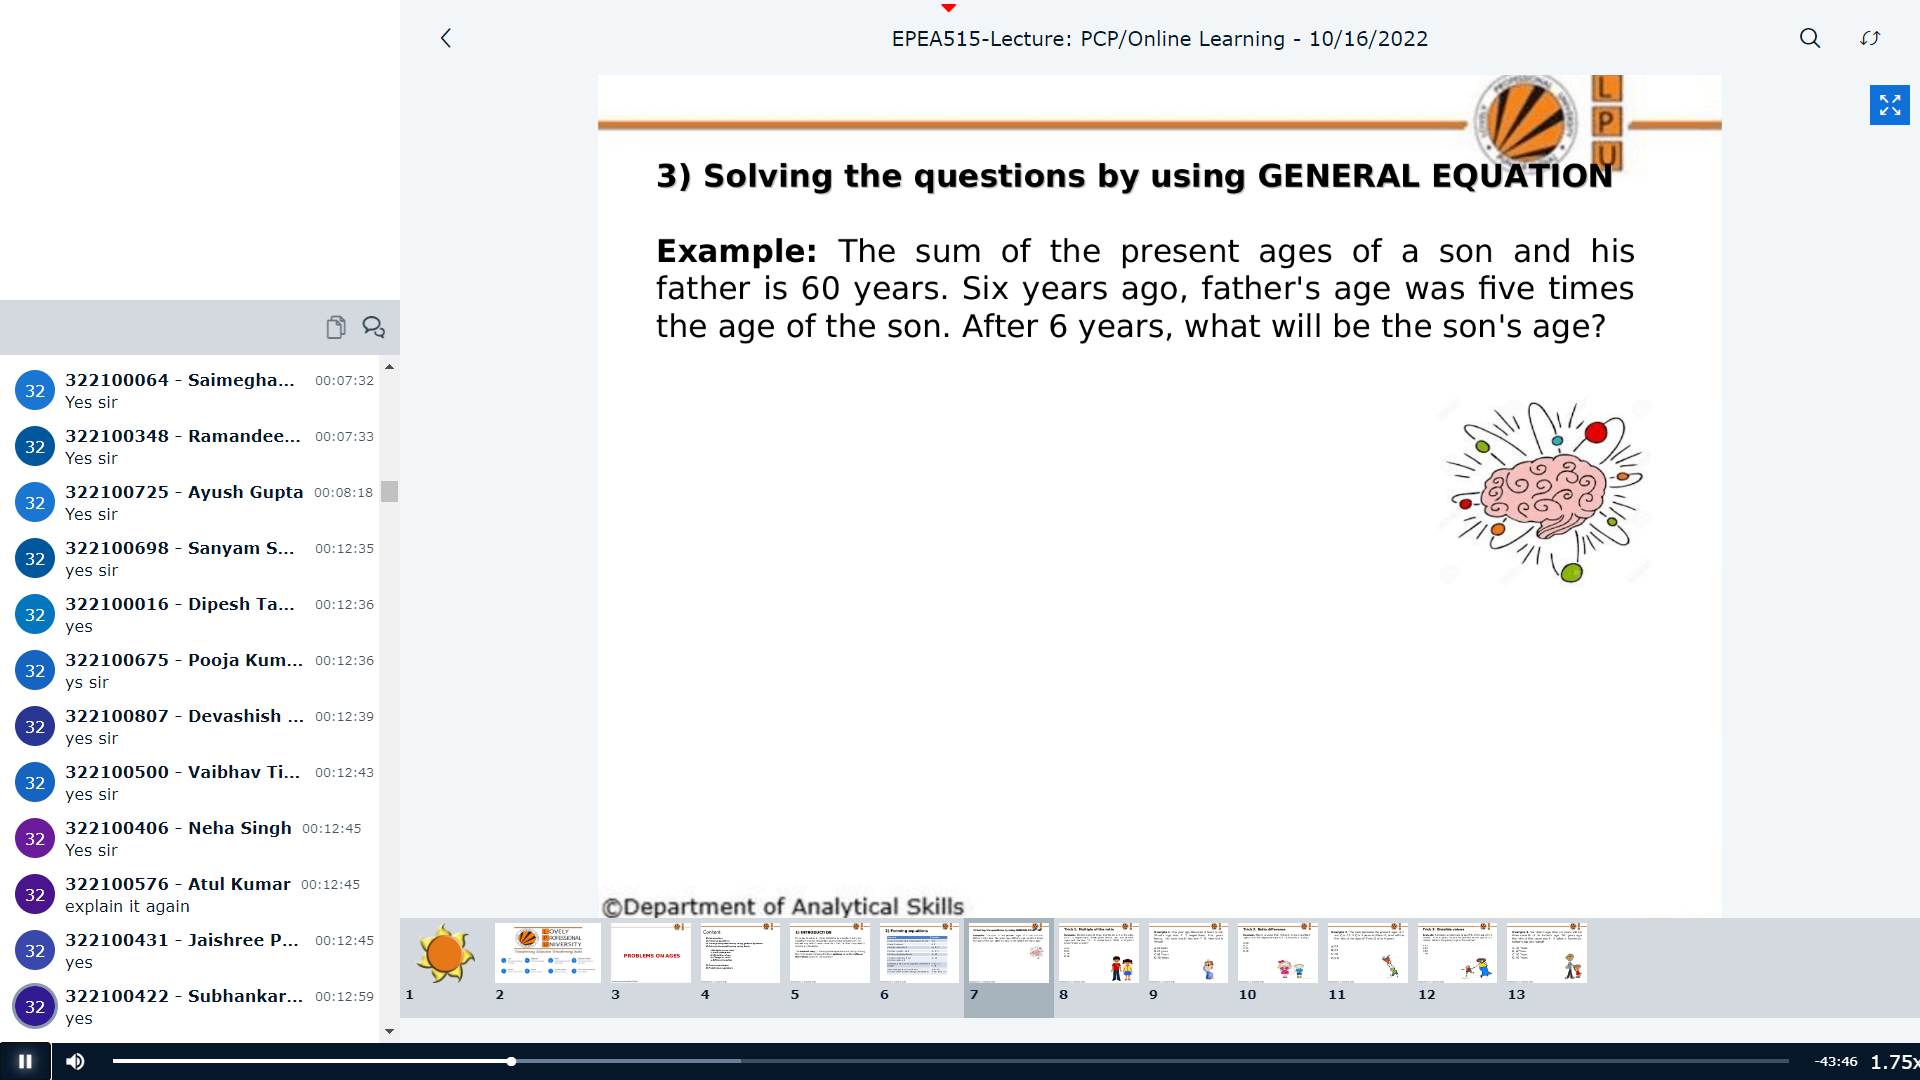 EPEA515-Lecture: PCP/Online Learning - 10/16/2022
L
P
U
3) Solving the questions by using GENERAL EQUATION
Example: The sum of the present ages of a son and his
father is 60 years. Six years ago, father's age was five times
the age of the son. After 6 years, what will be the son's age?
©Department of Analytical Skills
32 322100064 - Saimegha... 00:07:32
Yes sir
32 322100348 - Ramandee... 00:07:33
Yes sir
32 322100725 - Ayush Gupta 00:08:18
Yes sir
32 322100698 - Sanyam S... 00:12:35
yes sir
32 322100016 - Dipesh Ta... 00:12:36
yes
32 322100675 - Pooja Kum... 00:12:36
ys sir
32 322100807 - Devashish ... 00:12:39
yes sir
32 322100500 - Vaibhav Ti... 00:12:43
yes sir
32 322100406 - Neha Singh 00:12:45
Yes sir
32 322100576 - Atul Kumar 00:12:45
explain it again
32 322100431 - Jaishree P... 00:12:45
yes
32 322100422 - Subhankar... 00:12:59
yes
LOVELY
PROFESSIONAL
UNIVERSITY
PROBLEMS ON AGES
Content
1) INTRODUCTION
2) Forming equations
1 2 3 4 5 6 7 8 9 10 11 12 13
-43:46 1.75x